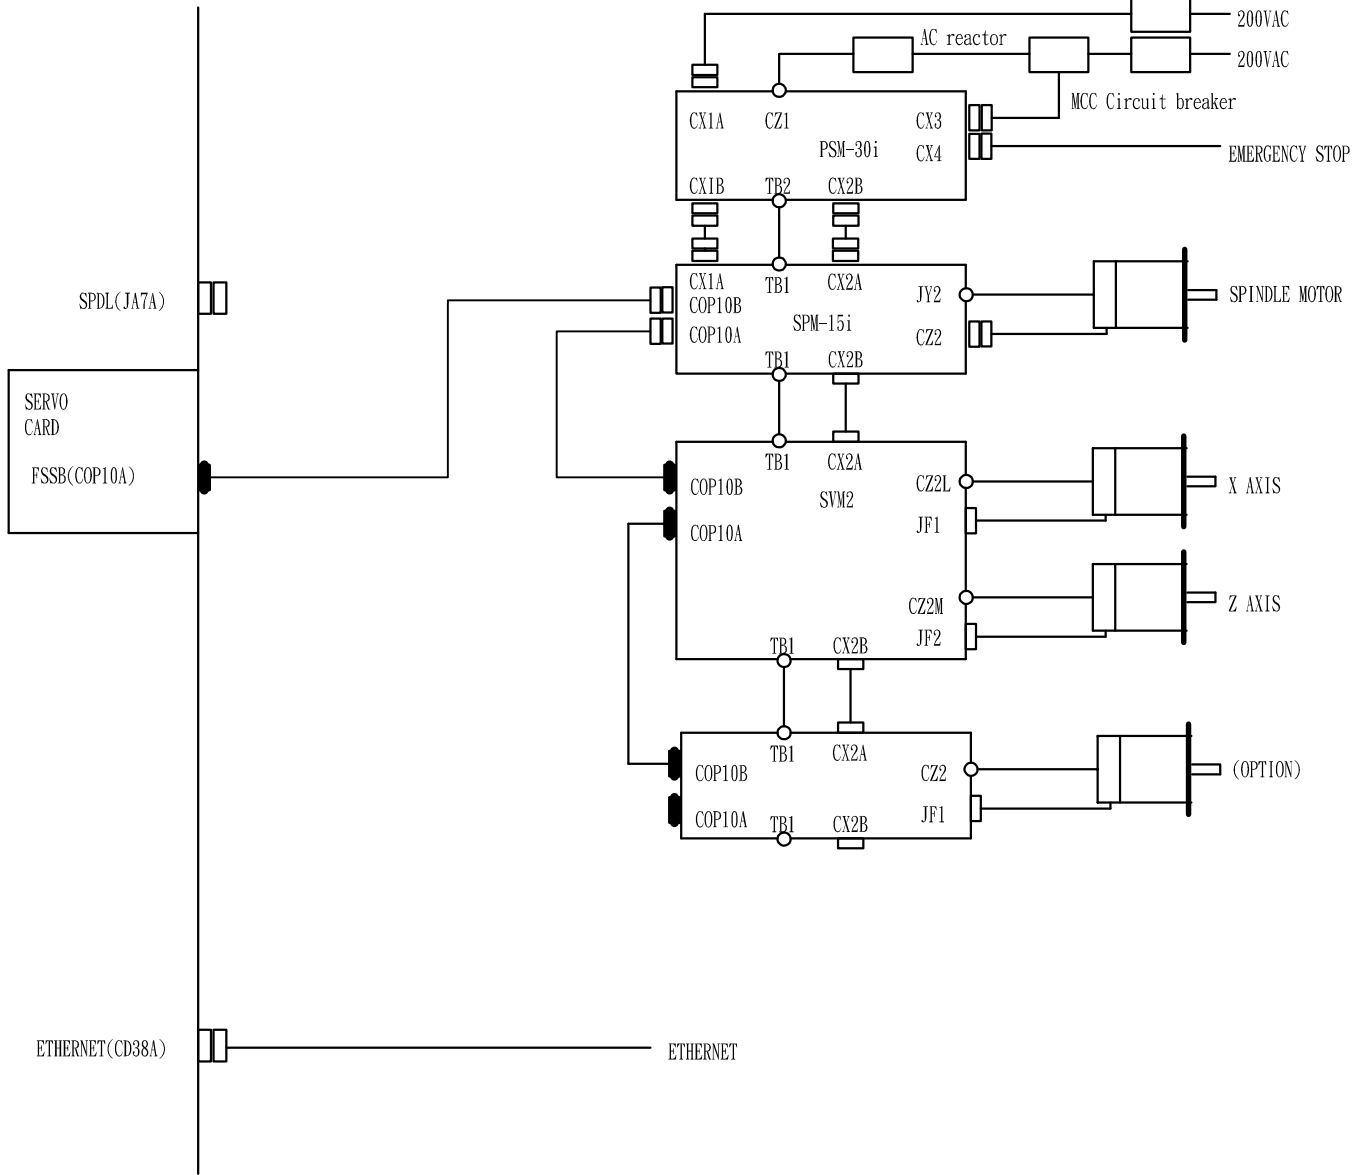 200VAC
AC reactor
200VAC
MCC Circuit breaker
CX1A
CZ1
CX3
PSM-30i
CX4
EMERGENCY STOP
CXIB
TB2
CX2B
CX1A
TB1
CX2A
JY2
SPINDLE MOTOR
SPDL(JA7A)
COP10B
SPM-15i
COP10A
CZ2
TB1
CX2B
SERVO
CARD
FSSB(COP10A)
TB1
CX2A
COP10B
SVM2
CZ2L
X AXIS
COP10A
JF1
CZ2M
Z AXIS
JF2
TB1
CX2B
TB1
CX2A
COP10B
CZ2
(OPTION)
COP10A
TB1
CX2B
JF1
ETHERNET(CD38A)
ETHERNET